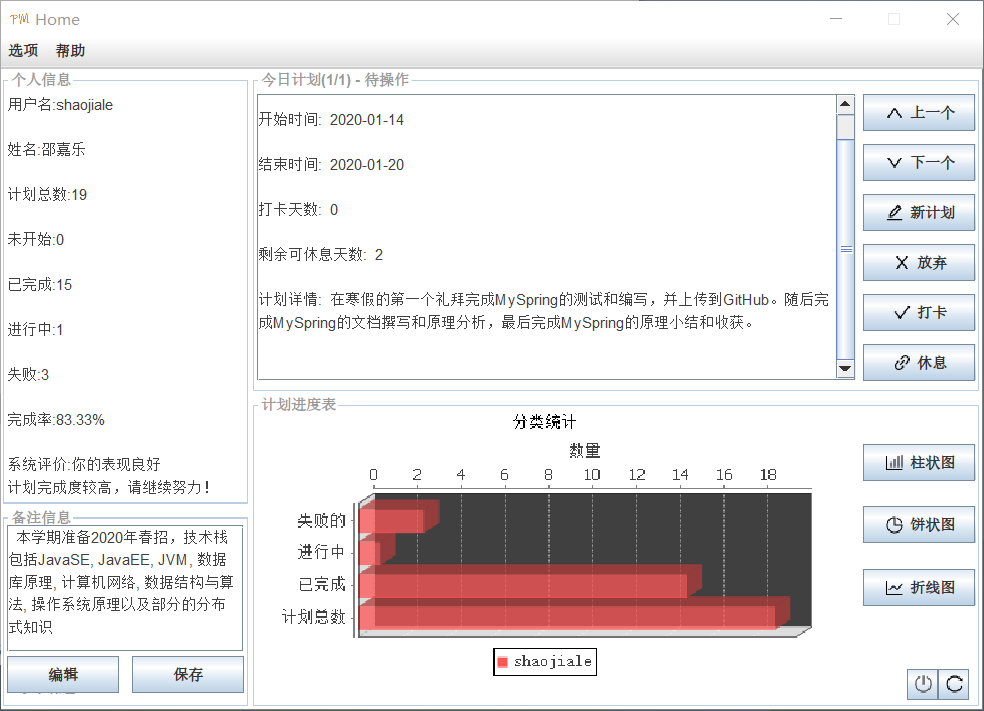 PM Home
选项 帮助
个人信息
用户名:shaojiale
姓名:邵嘉乐
计划总数:19
未开始:0
已完成:15
进行中:1
失败:3
完成率:83.33%
系统评价:你的表现良好
计划完成度较高，请继续努力!
备注信息
本学期准备2020年春招，技术栈
包括JavaSE, JavaEE, JVM, 数据
库原理, 计算机网络, 数据结构与算
法, 操作系统原理以及部分的分布
式知识
编辑 保存
今日计划(1/1) - 待操作
开始时间: 2020-01-14
结束时间: 2020-01-20
打卡天数: 0
剩余可休息天数: 2
计划详情: 在寒假的第一个礼拜完成MySpring的测试和编写，并上传到GitHub。随后完
成MySpring的文档撰写和原理分析，最后完成MySpring的原理小结和收获。
上一个
下一个
新计划
放弃
打卡
休息
计划进度表
分类统计
数量
0 2 4 6 8 10 12 14 16 18
失败的
进行中
已完成
计划总数
shaojiale
柱状图
饼状图
折线图